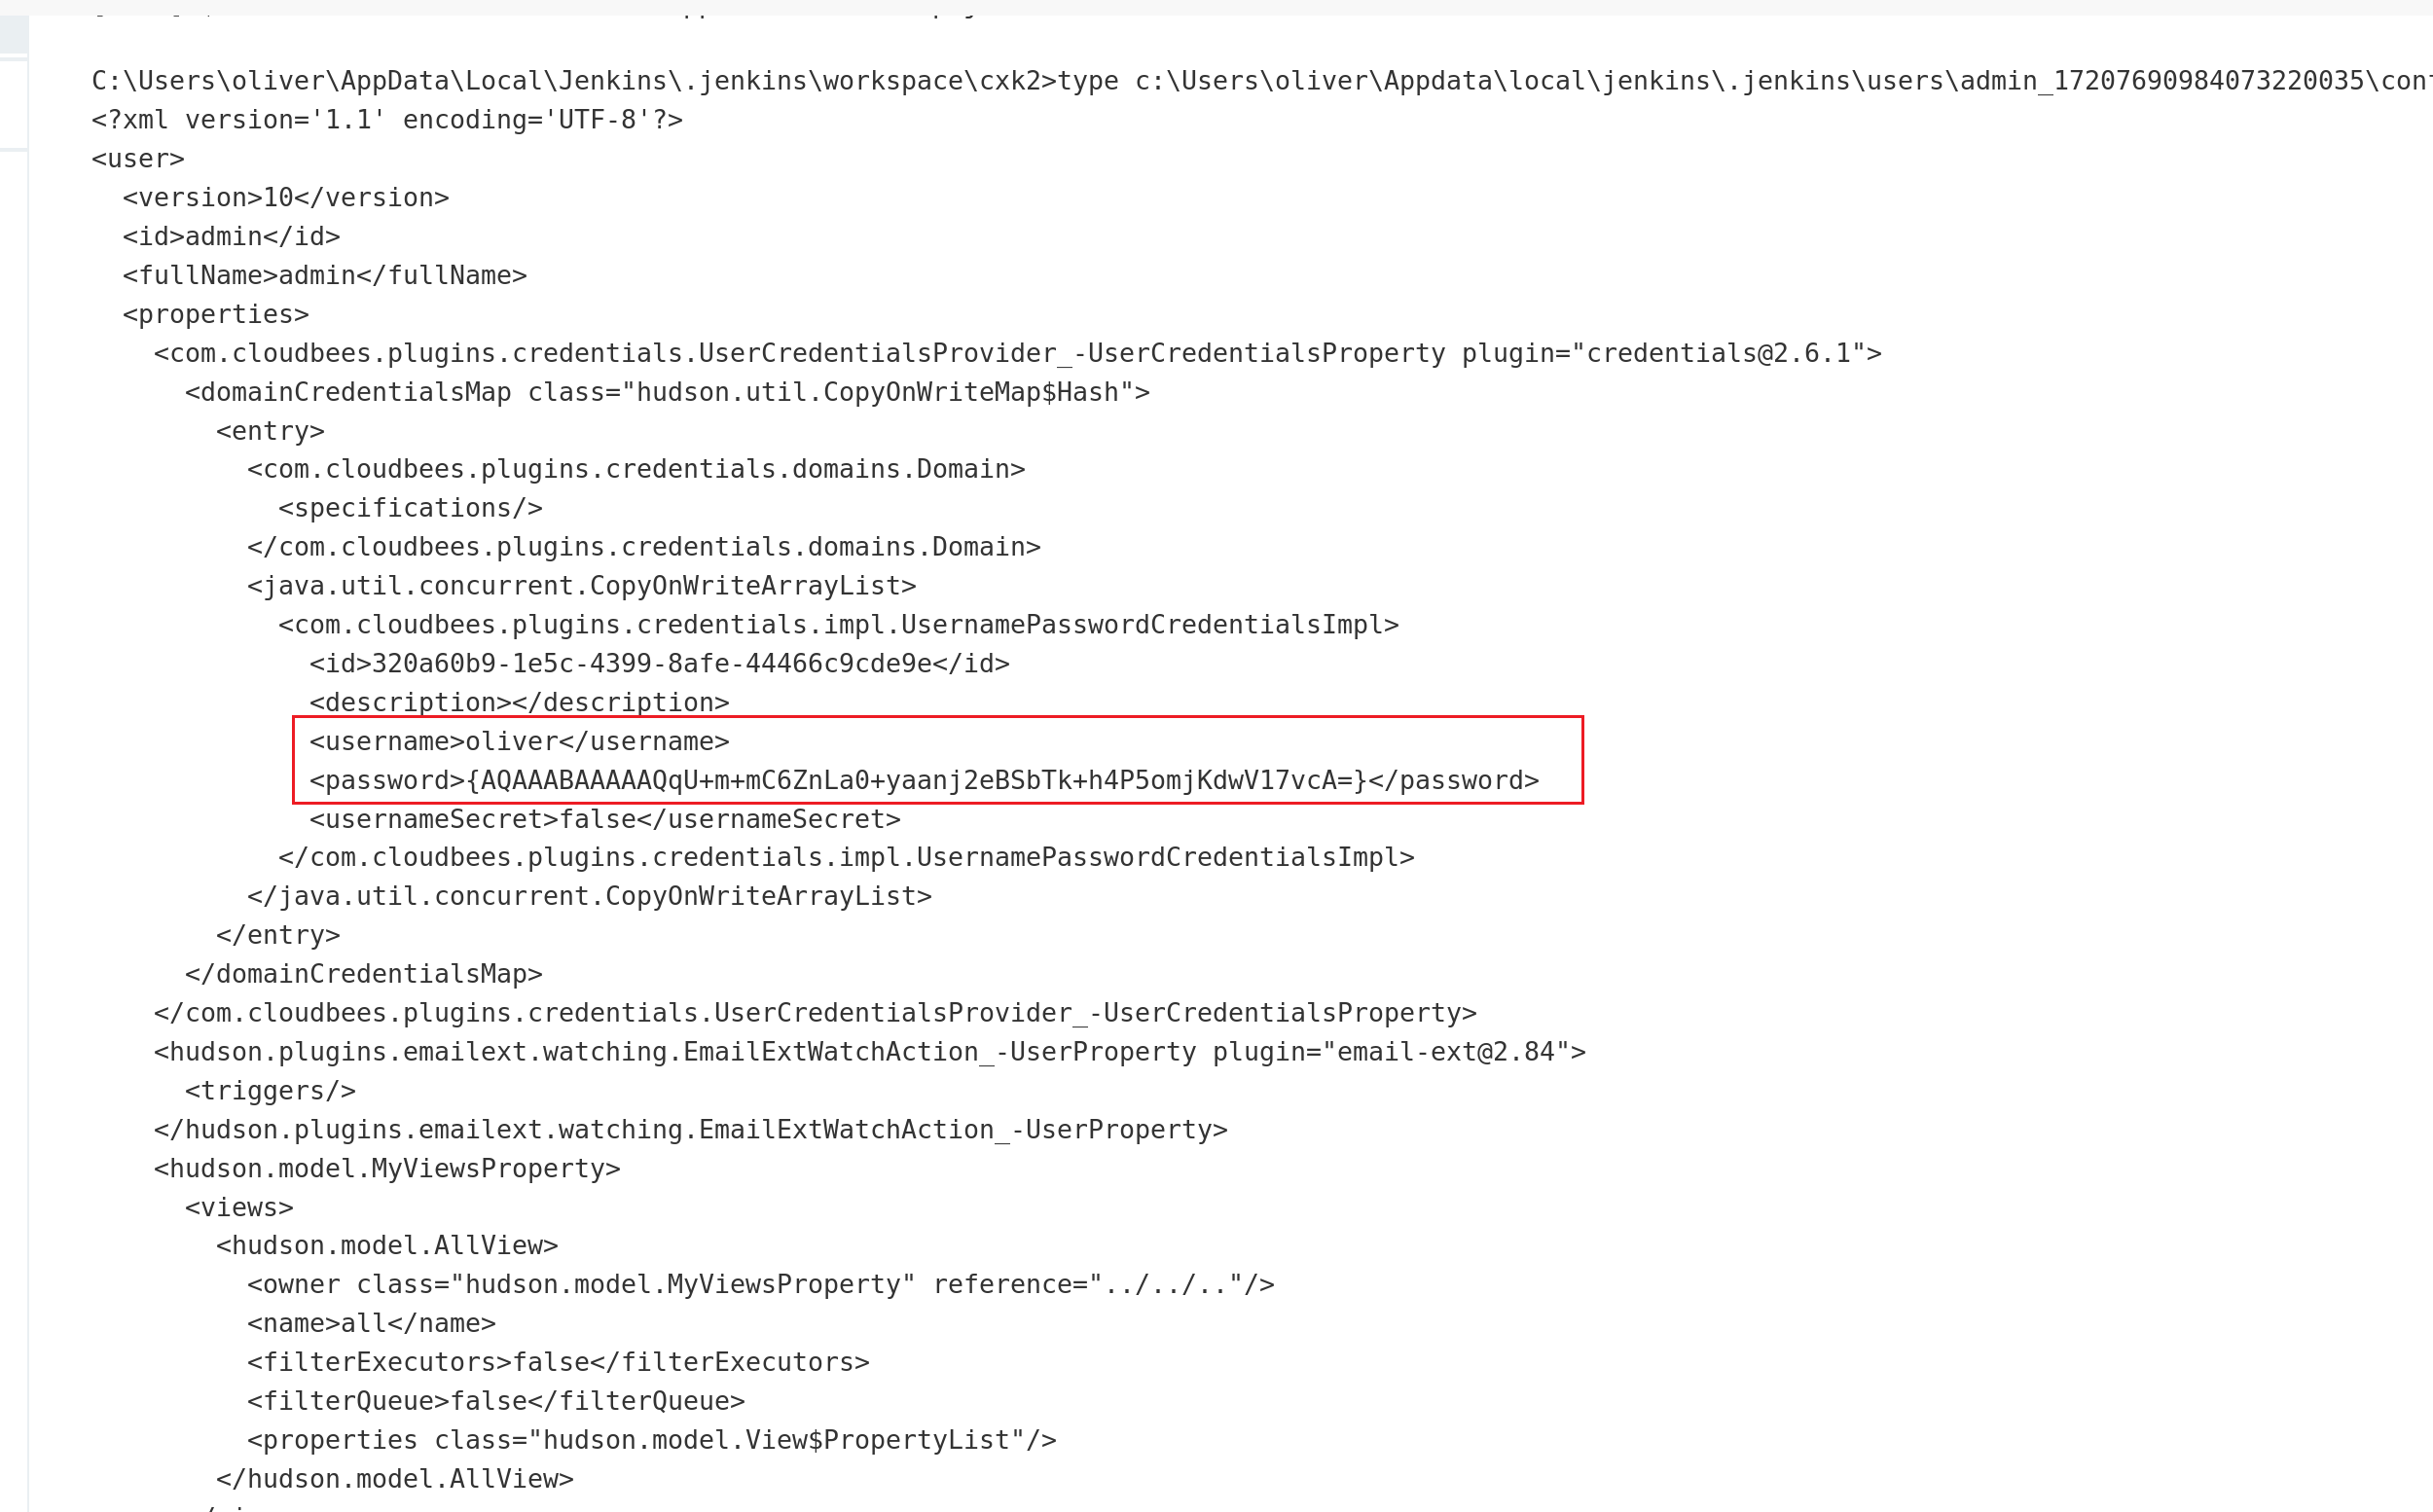 C:\Users\oliver\AppData\Local\Jenkins\.jenkins\workspace\cxk2>type c:\Users\oliver\Appdata\local\jenkins\.jenkins\users\admin_17207690984073220035\con
<?xml version='1.1' encoding='UTF-8'?>
<user>
  <version>10</version>
  <id>admin</id>
  <fullName>admin</fullName>
  <properties>
    <com.cloudbees.plugins.credentials.UserCredentialsProvider_-UserCredentialsProperty plugin="credentials@2.6.1">
      <domainCredentialsMap class="hudson.util.CopyOnWriteMap$Hash">
        <entry>
          <com.cloudbees.plugins.credentials.domains.Domain>
            <specifications/>
          </com.cloudbees.plugins.credentials.domains.Domain>
          <java.util.concurrent.CopyOnWriteArrayList>
            <com.cloudbees.plugins.credentials.impl.UsernamePasswordCredentialsImpl>
              <id>320a60b9-1e5c-4399-8afe-44466c9cde9e</id>
              <description></description>
              <username>oliver</username>
              <password>{AQAAABAAAAAQqU+m+mC6ZnLa0+yaanj2eBSbTk+h4P5omjKdwV17vcA=}</password>
              <usernameSecret>false</usernameSecret>
            </com.cloudbees.plugins.credentials.impl.UsernamePasswordCredentialsImpl>
          </java.util.concurrent.CopyOnWriteArrayList>
        </entry>
      </domainCredentialsMap>
    </com.cloudbees.plugins.credentials.UserCredentialsProvider_-UserCredentialsProperty>
    <hudson.plugins.emailext.watching.EmailExtWatchAction_-UserProperty plugin="email-ext@2.84">
      <triggers/>
    </hudson.plugins.emailext.watching.EmailExtWatchAction_-UserProperty>
    <hudson.model.MyViewsProperty>
      <views>
        <hudson.model.AllView>
          <owner class="hudson.model.MyViewsProperty" reference="../../.."/>
          <name>all</name>
          <filterExecutors>false</filterExecutors>
          <filterQueue>false</filterQueue>
          <properties class="hudson.model.View$PropertyList"/>
        </hudson.model.AllView>